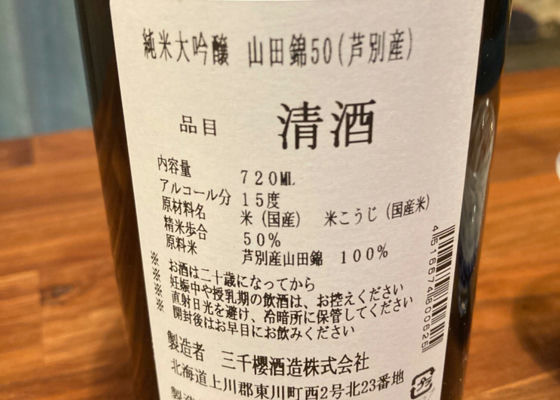 純米大吟醸 山田錦50(芦別産)
品目 清酒
内容量 720ML
アルコール分 15度
原材料名 米(国産) 米こうじ(国産米)
精米歩合 50%
原料米 芦別産山田錦 100%
※ お酒は二十歳になってから
※ 妊娠中や授乳期の飲酒は、お控えください
※ 直射日光を避け、冷暗所に保管してください
※ 開封後はお早目にお飲みください
製造者 三千櫻酒造株式会社
北海道上川郡東川町西2号北23番地